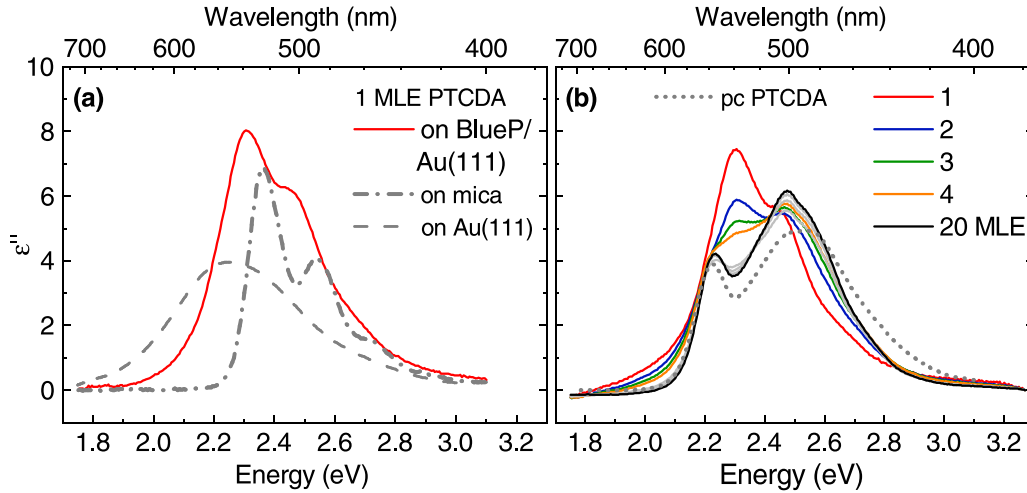 Wavelength (nm)
Wavelength (nm)
700 600 500 400
700 600 500 400
10
8
6
4
2
0
ε''
(a)
1 MLE PTCDA
on BlueP/
Au(111)
on mica
on Au(111)
(b)
pc PTCDA
1
2
3
4
20 MLE
1.8 2.0 2.2 2.4 2.6 2.8 3.0 3.2
1.8 2.0 2.2 2.4 2.6 2.8 3.0 3.2
Energy (eV)
Energy (eV)